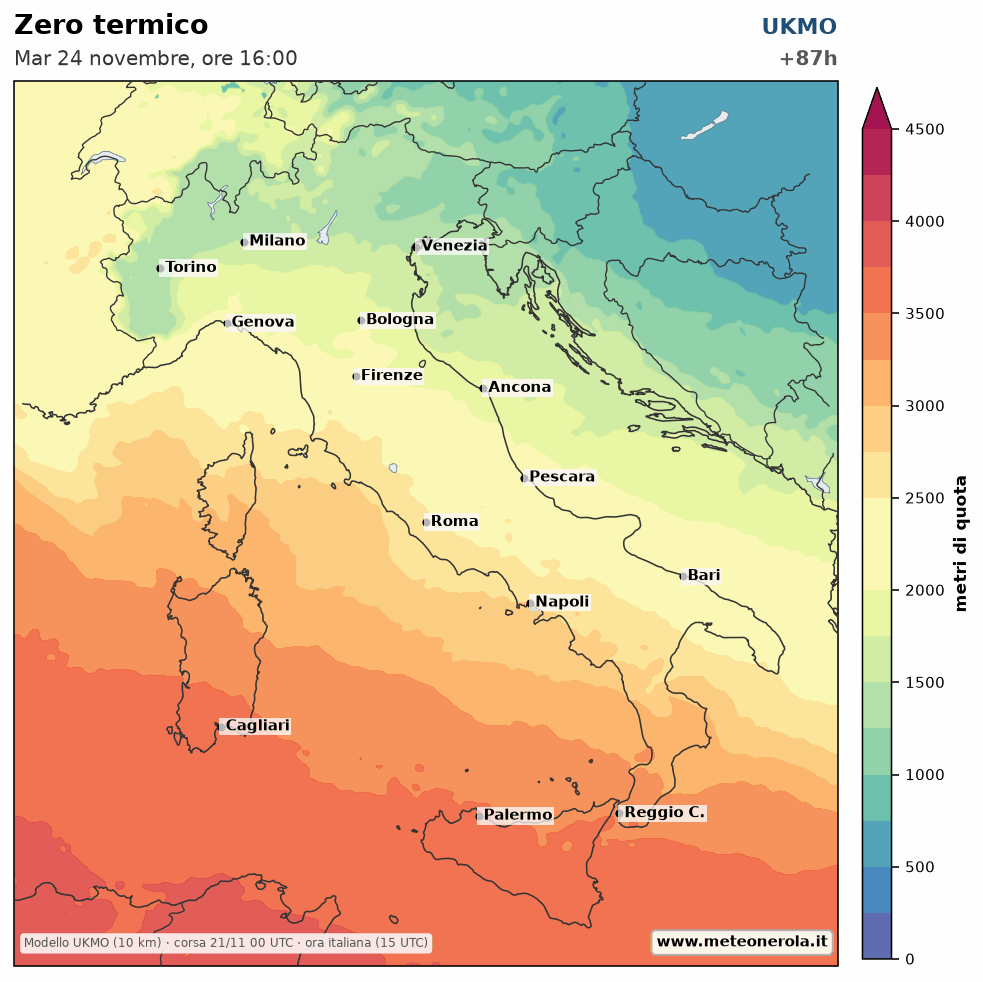 Zero termico
UKMO
Mar 24 novembre, ore 16:00
+87h
Milano
Venezia
Torino
Genova
Bologna
Firenze
Ancona
Pescara
Roma
Bari
Napoli
Cagliari
Palermo
Reggio C.
4500
4000
3500
3000
2500
2000
1500
1000
500
0
metri di quota
Modello UKMO (10 km) · corsa 21/11 00 UTC · ora italiana (15 UTC)
www.meteonerola.it